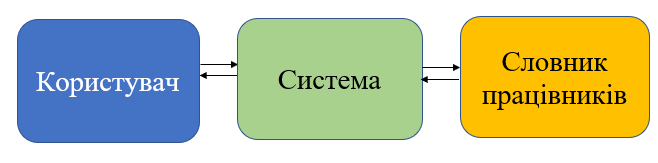 Користувач
Система
Словник
працівників